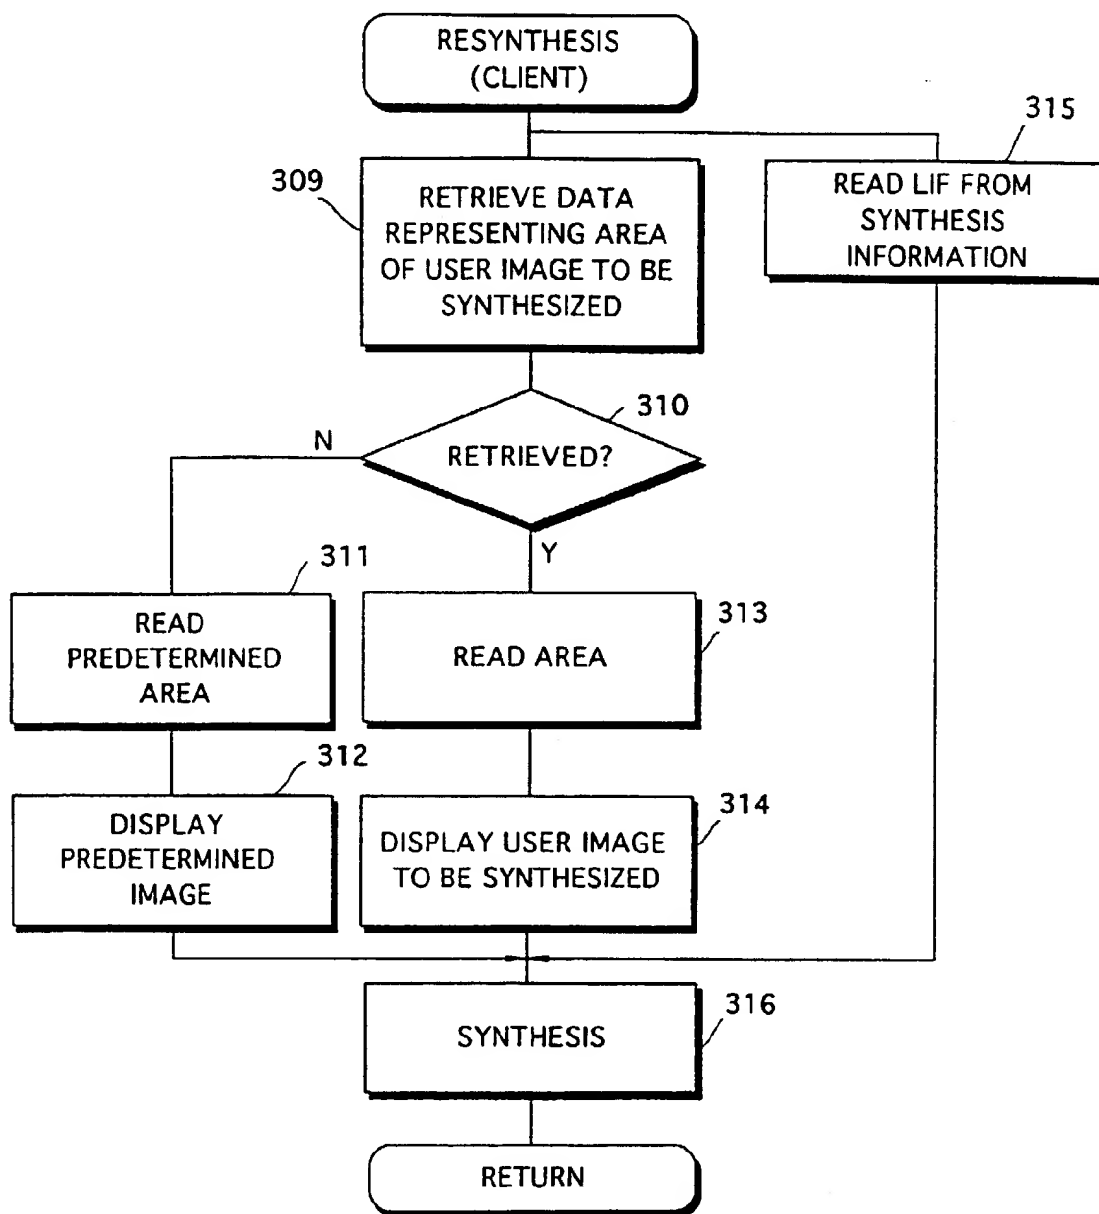 RESYNTHESIS
(CLIENT)
315
309
RETRIEVE DATA
REPRESENTING AREA
OF USER IMAGE TO BE
SYNTHESIZED
READ LIF FROM
SYNTHESIS
INFORMATION
310
N
RETRIEVED?
Y
311
READ
PREDETERMINED
AREA
313
READ AREA
312
DISPLAY
PREDETERMINED
IMAGE
314
DISPLAY USER IMAGE
TO BE SYNTHESIZED
316
SYNTHESIS
RETURN